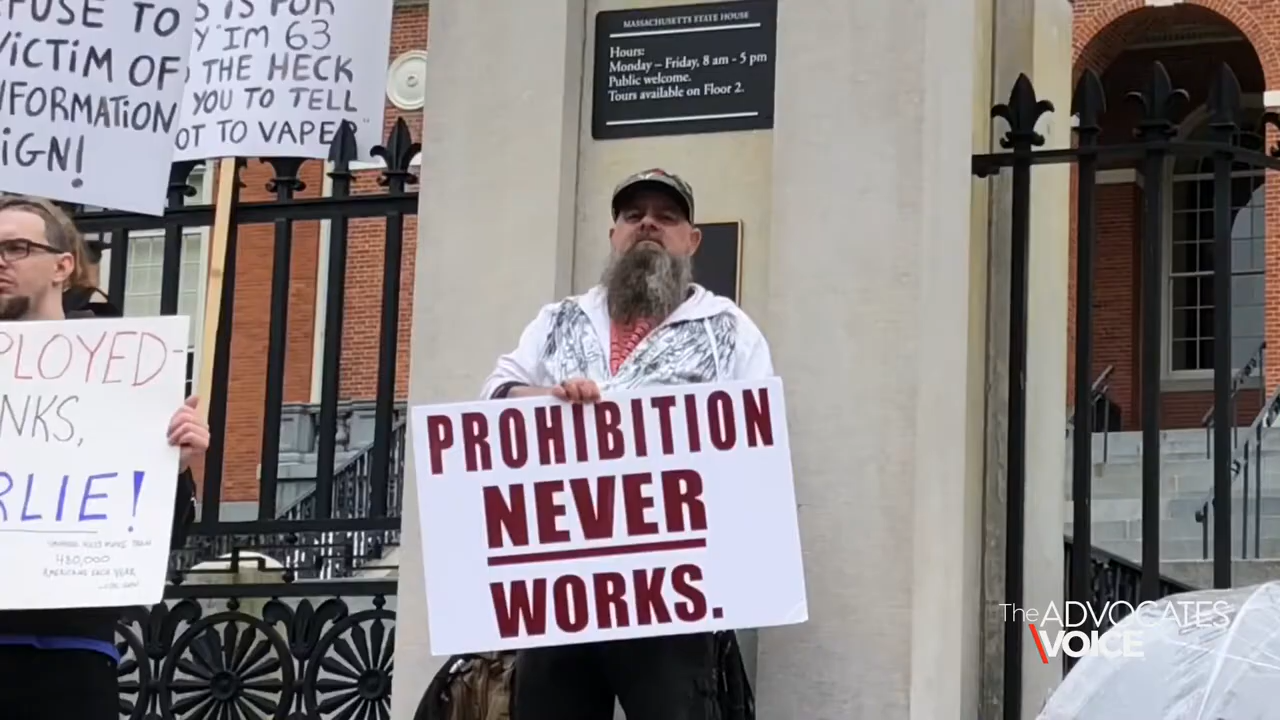 FUSE TO
VICTIM OF
NFORMATION
IGN!
S IS FOR
Y IM 63
THE HECK
YOU TO TELL
OT TO VAPE?"
MASSACHUSETTS STATE HOUSE
Hours:
Monday – Friday, 8 am - 5 pm
Public welcome.
Tours available on Floor 2.
PLOYED-
NKS,
RLIE!
480,000
AMERICANS EACH YEAR
PROHIBITION
NEVER
WORKS.
The ADVOCATES
VOICE